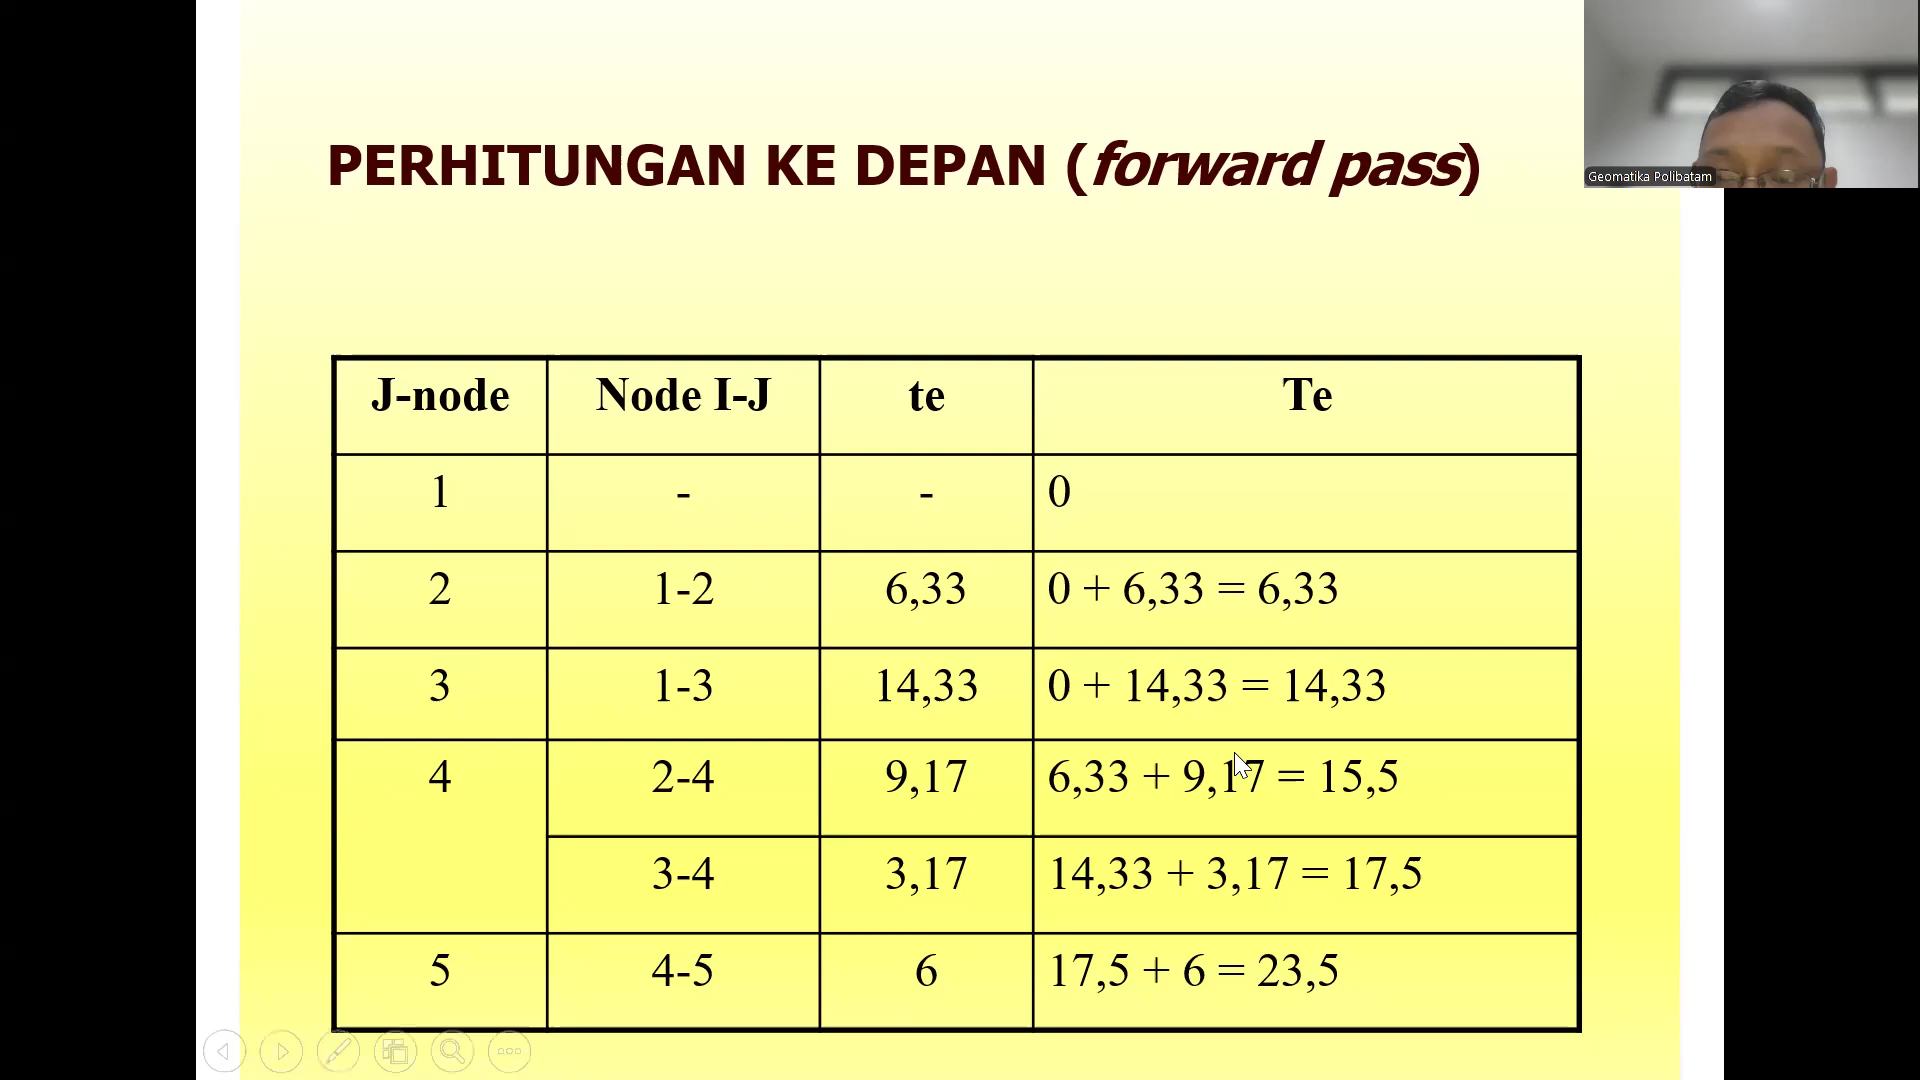 PERHITUNGAN KE DEPAN (forward pass)
Geomatika Polibatam
J-node Node I-J te Te
1 - - 0
2 1-2 6,33 0 + 6,33 = 6,33
3 1-3 14,33 0 + 14,33 = 14,33
4 2-4 9,17 6,33 + 9,17 = 15,5
3-4 3,17 14,33 + 3,17 = 17,5
5 4-5 6 17,5 + 6 = 23,5